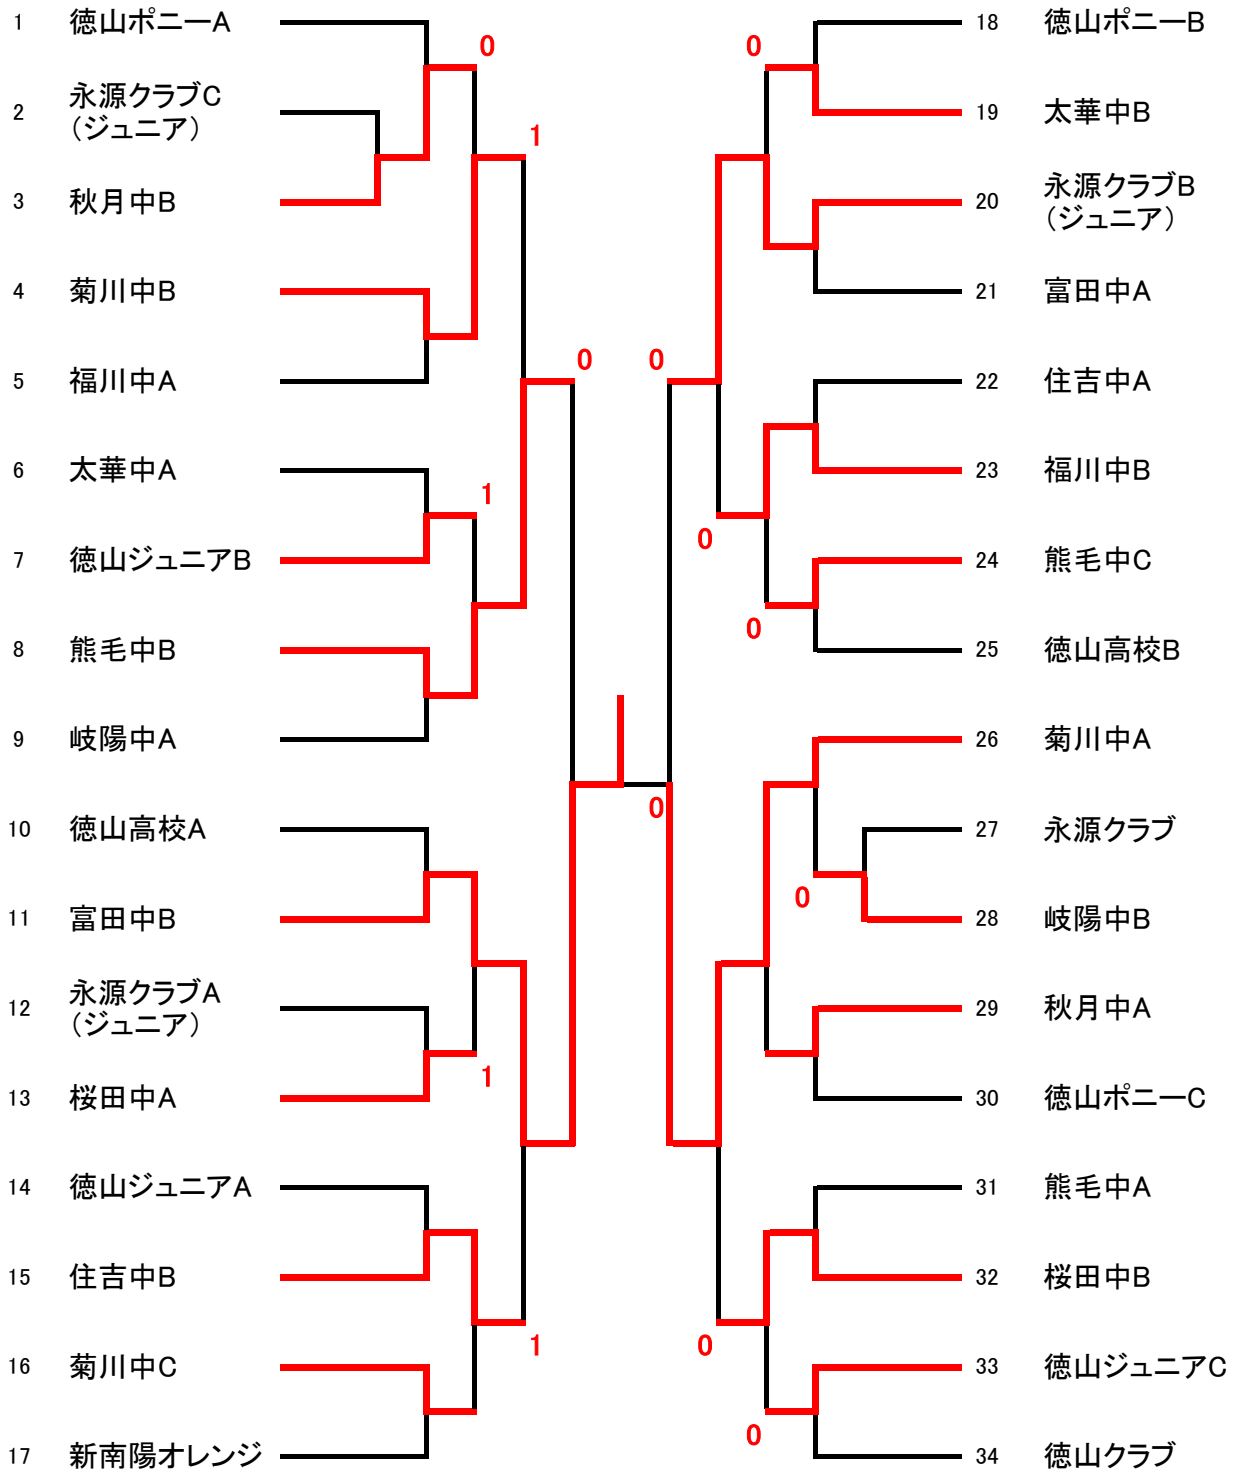 1 徳山ポニーA
0
2 永源クラブC
（ジュニア）
1
3 秋月中B
4 菊川中B
0
5 福川中A
6 太華中A
1
7 徳山ジュニアB
8 熊毛中B
9 岐陽中A
10 徳山高校A
11 富田中B
12 永源クラブA
（ジュニア）
1
13 桜田中A
14 徳山ジュニアA
15 住吉中B
1
16 菊川中C
17 新南陽オレンジ
0
18 徳山ポニーB
0
19 太華中B
20 永源クラブB
（ジュニア）
21 富田中A
0
22 住吉中A
23 福川中B
0
24 熊毛中C
0
25 徳山高校B
26 菊川中A
27 永源クラブ
0
28 岐陽中B
29 秋月中A
30 徳山ポニーC
31 熊毛中A
32 桜田中B
0
33 徳山ジュニアC
0
34 徳山クラブ